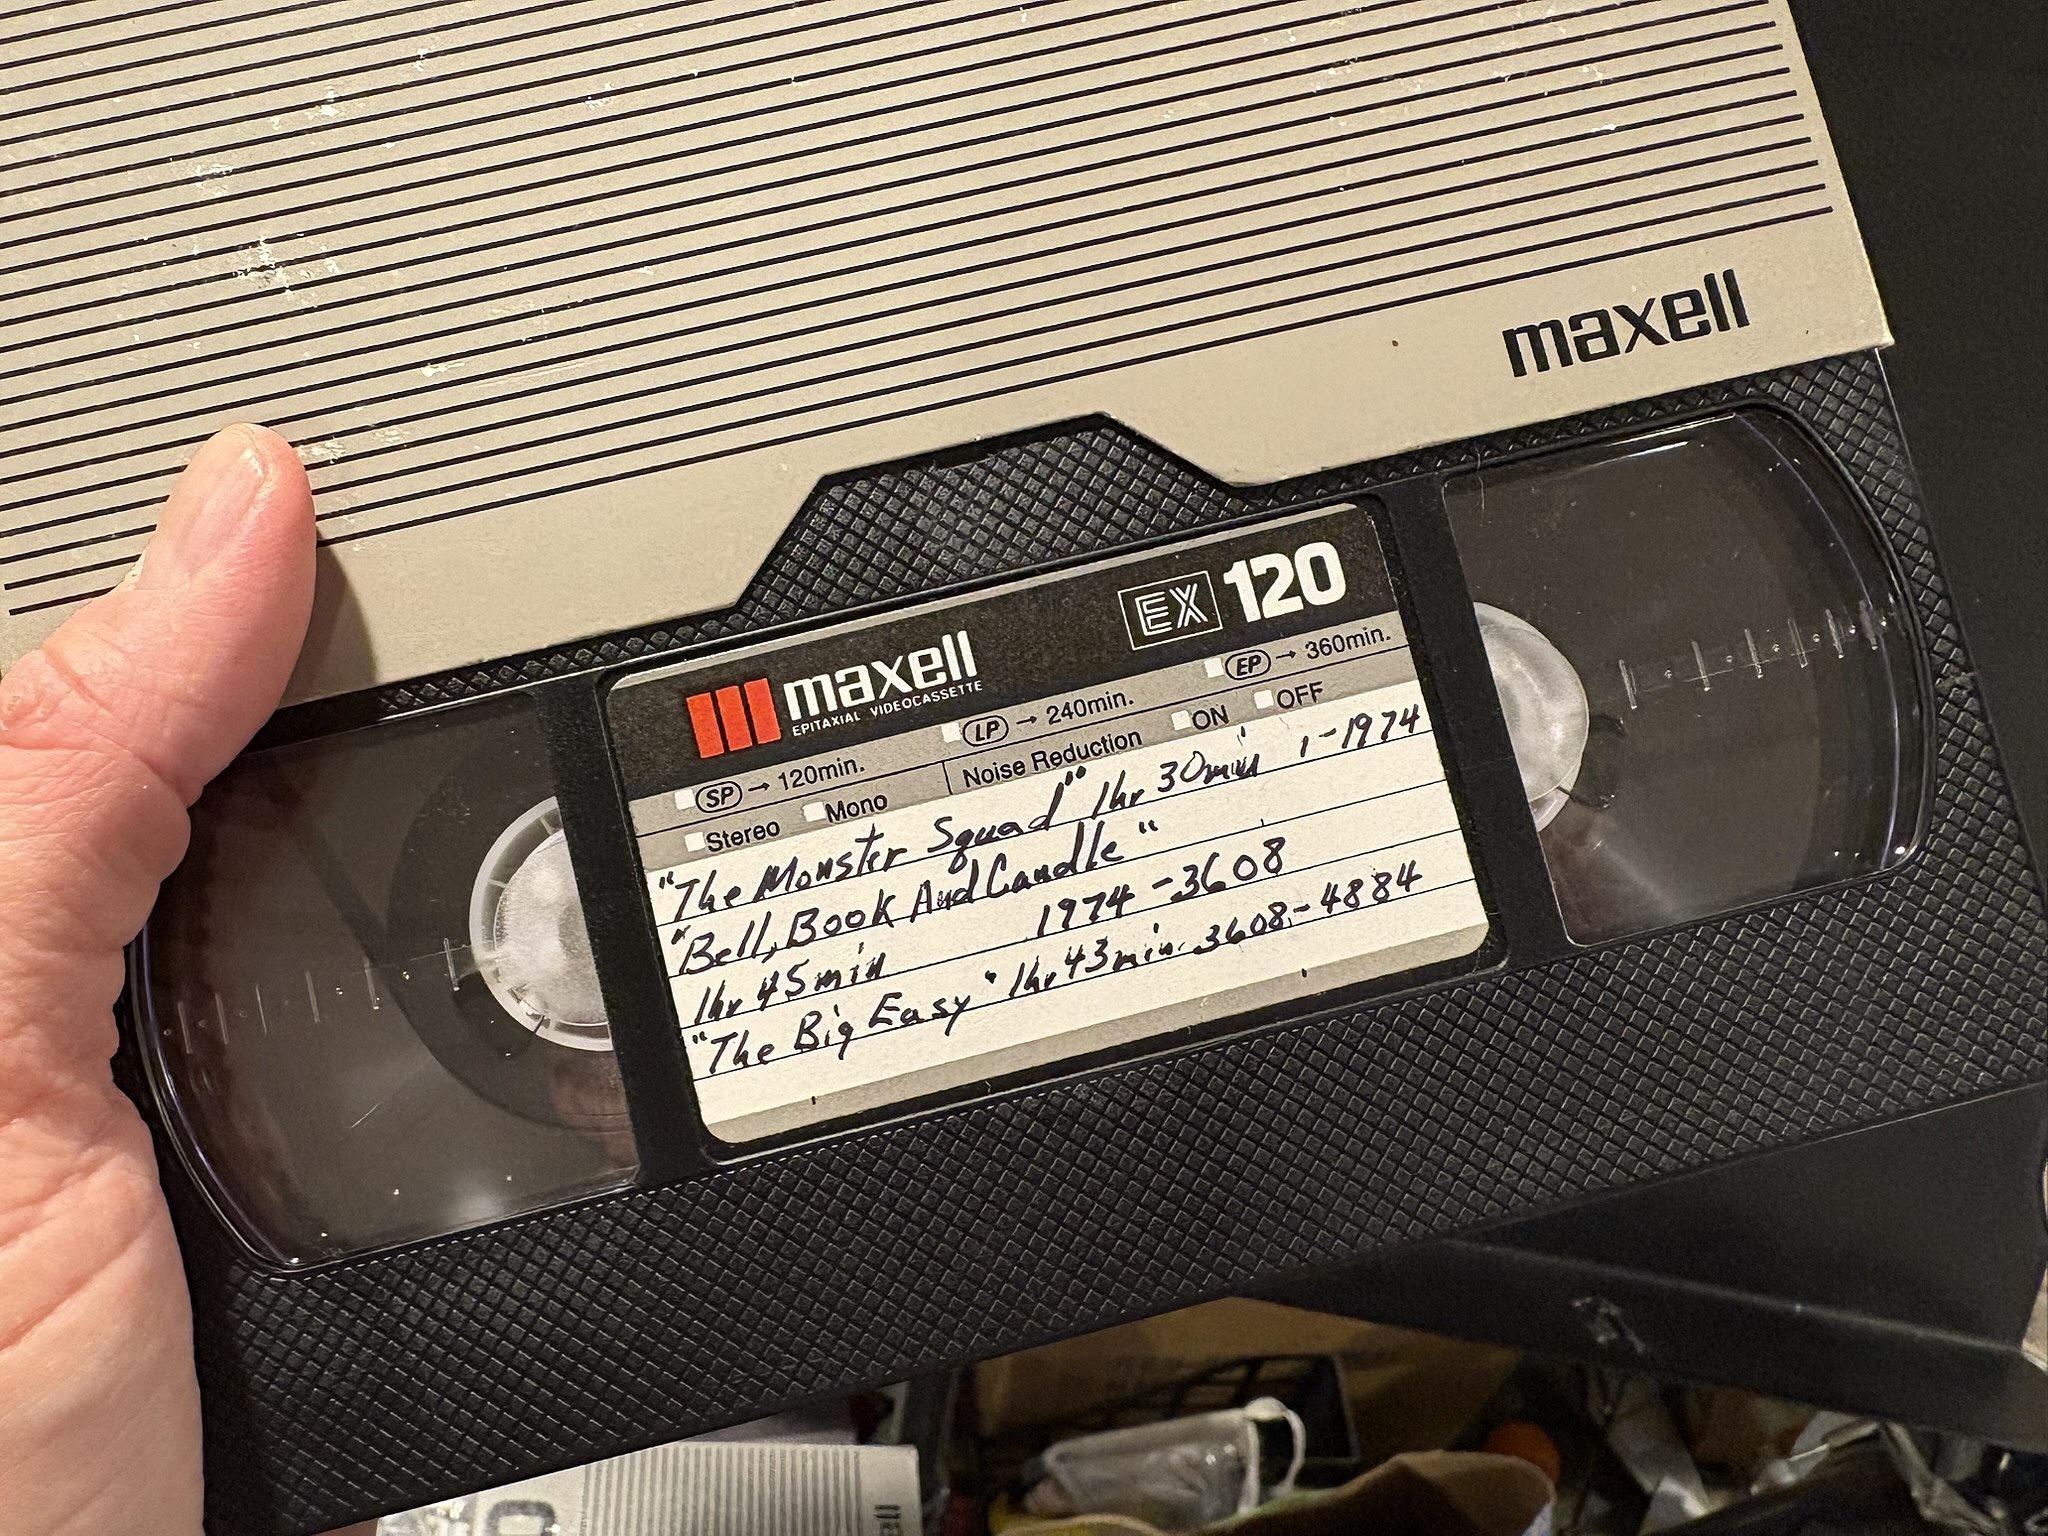 maxell
maxell EX 120
EPITAXIAL VIDEOCASSETTE
SP → 120min. LP → 240min. EP → 360min.
Stereo Mono Noise Reduction ON OFF
"The Monster Squad" 1hr 30min 1-1974
"Bell, Book And Candle"
1hr 45min 1974-3608
"The Big Easy" 1hr 43min 3608-4884